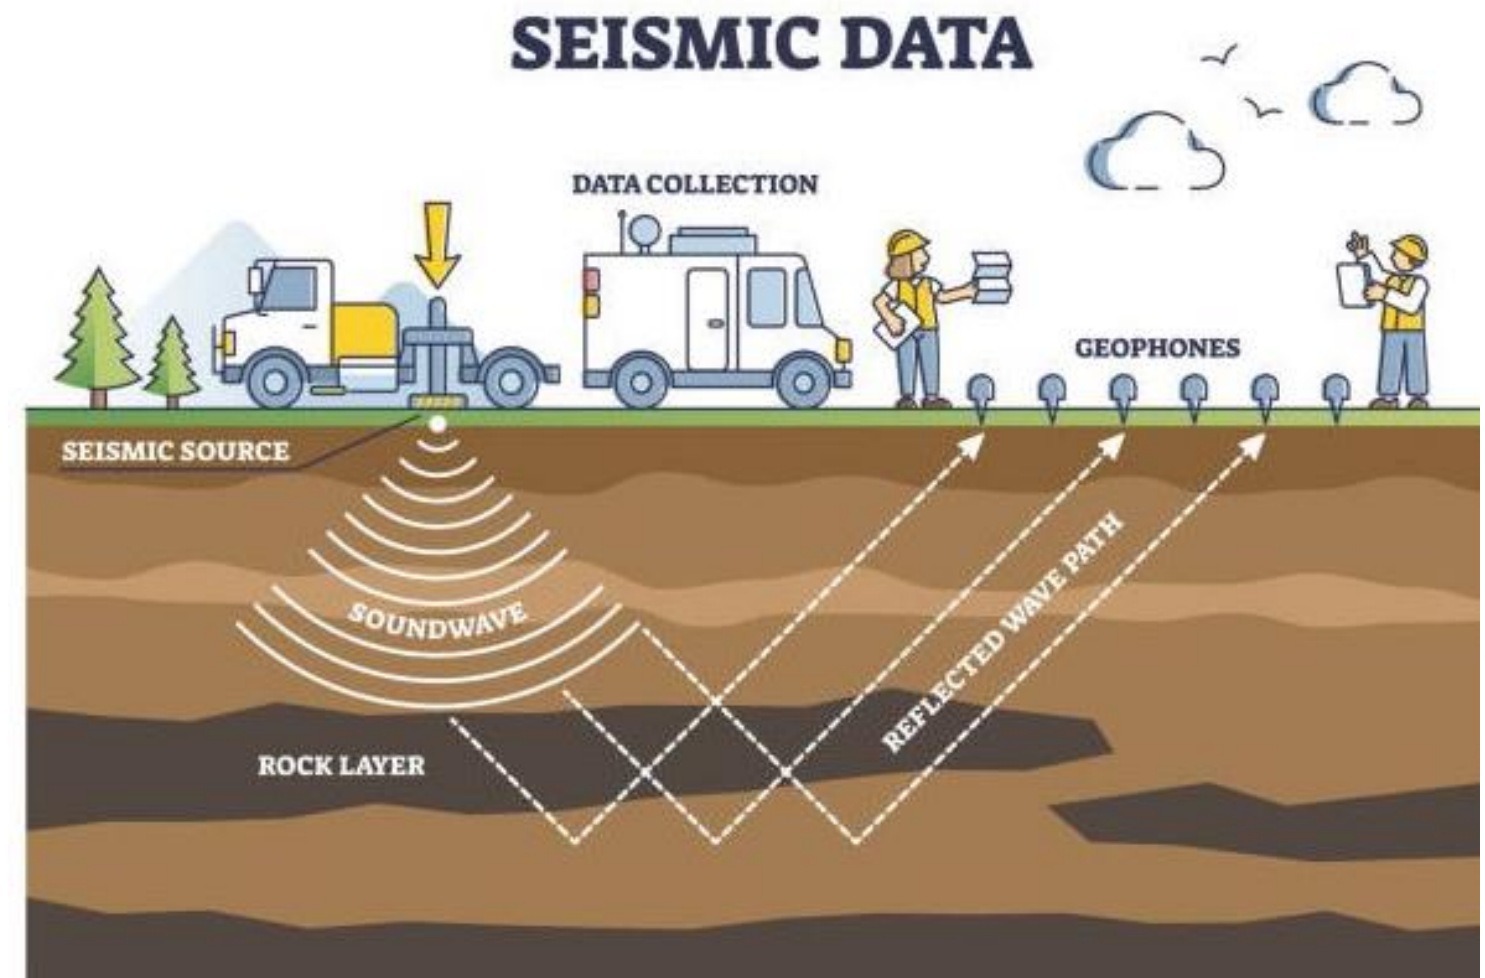 SEISMIC DATA
DATA COLLECTION
GEOPHONES
SEISMIC SOURCE
SOUNDWAVE
REFLECTED WAVE PATH
ROCK LAYER